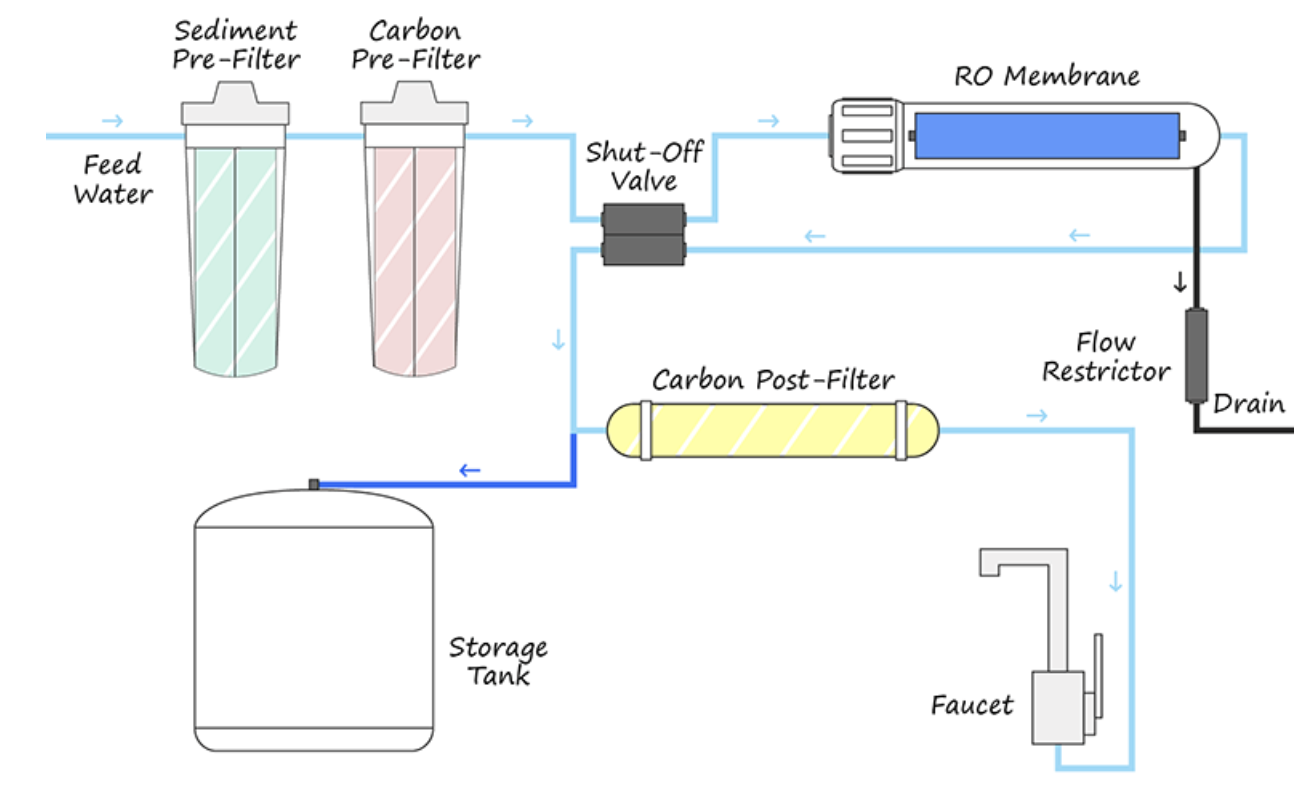 Sediment
Pre-Filter
Carbon
Pre-Filter
RO Membrane
Feed
Water
Shut-Off
Valve
Flow
Restrictor
Carbon Post-Filter
Drain
Storage
Tank
Faucet